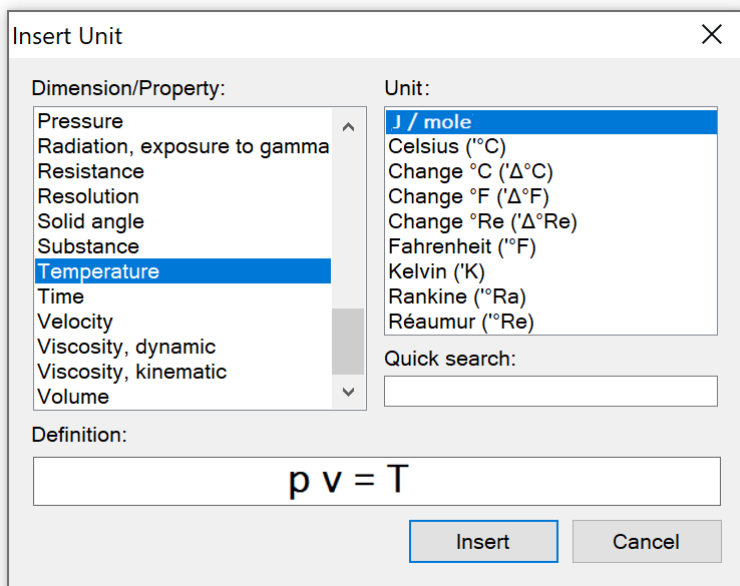 Insert Unit
Dimension/Property:
Pressure
Radiation, exposure to gamma
Resistance
Resolution
Solid angle
Substance
Temperature
Time
Velocity
Viscosity, dynamic
Viscosity, kinematic
Volume
Unit:
J / mole
Celsius ('°C)
Change °C ('Δ°C)
Change °F ('Δ°F)
Change °Re ('Δ°Re)
Fahrenheit ('°F)
Kelvin ('K)
Rankine ('°Ra)
Réaumur ('°Re)
Quick search:
Definition:
p v = T
Insert
Cancel